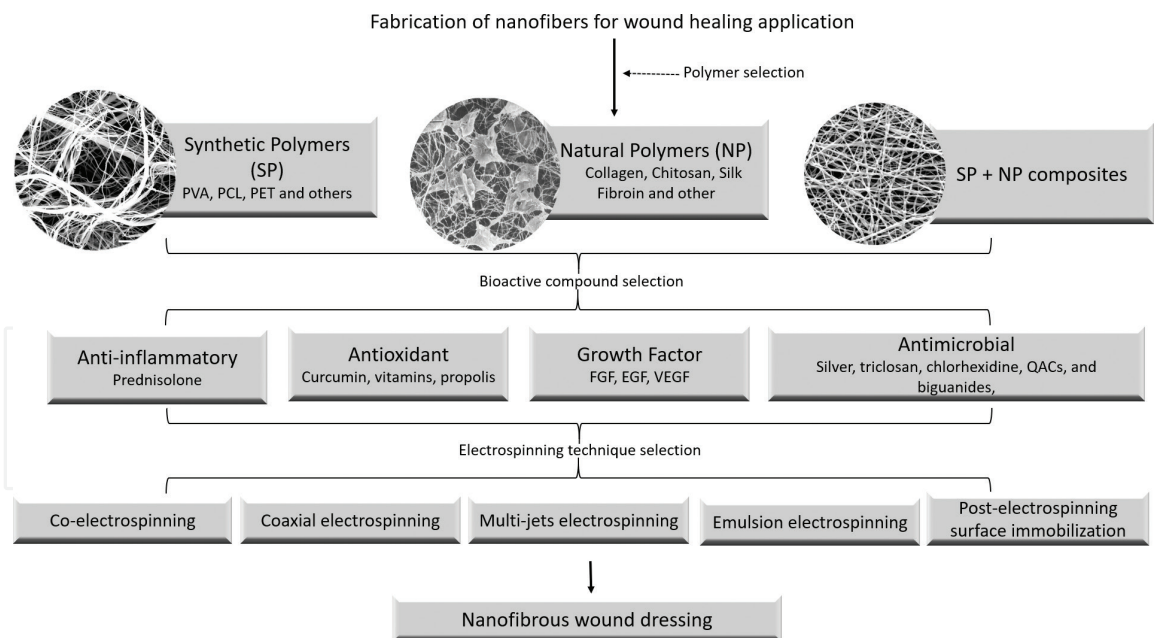 Fabrication of nanofibers for wound healing application
Polymer selection
Synthetic Polymers
(SP)
PVA, PCL, PET and others
Natural Polymers (NP)
Collagen, Chitosan, Silk
Fibroin and other
SP + NP composites
Bioactive compound selection
Anti-inflammatory
Prednisolone
Antioxidant
Curcumin, vitamins, propolis
Growth Factor
FGF, EGF, VEGF
Antimicrobial
Silver, triclosan, chlorhexidine, QACs, and
biguanides,
Electrospinning technique selection
Co-electrospinning
Coaxial electrospinning
Multi-jets electrospinning
Emulsion electrospinning
Post-electrospinning
surface immobilization
Nanofibrous wound dressing